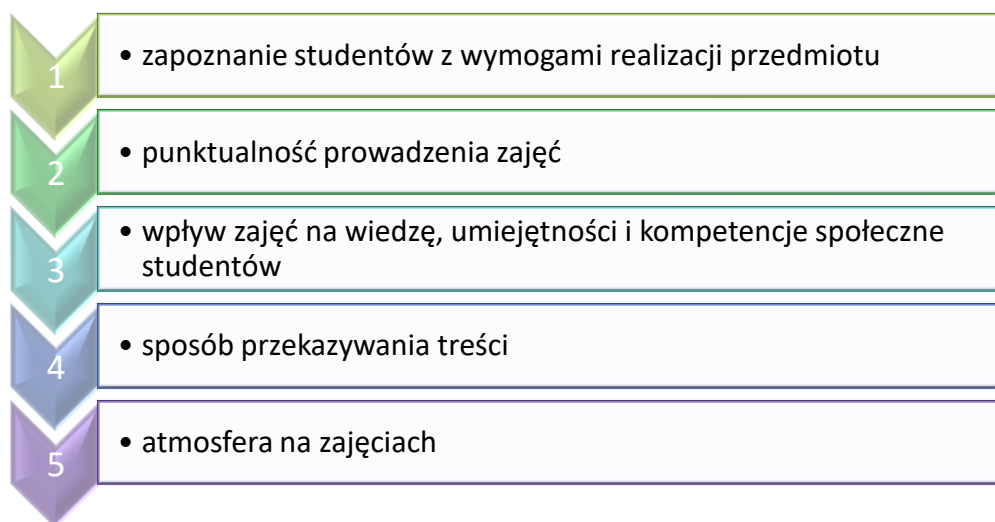 1
• zapoznanie studentów z wymogami realizacji przedmiotu
2
• punktualność prowadzenia zajęć
3
• wpływ zajęć na wiedzę, umiejętności i kompetencje społeczne
studentów
4
• sposób przekazywania treści
5
• atmosfera na zajęciach